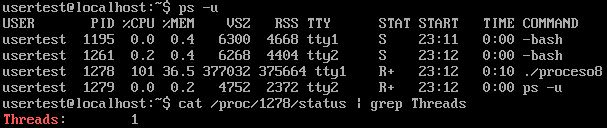 usertest@localhost:~$ ps -u
USER       PID %CPU %MEM    VSZ   RSS TTY      STAT START   TIME COMMAND
usertest  1195  0.0  0.4   6300  4668 tty1     S    23:11   0:00 -bash
usertest  1261  0.2  0.4   6268  4404 tty2     S    23:12   0:00 -bash
usertest  1278  101 36.5 377032 375664 tty1    R+   23:12   0:10 ./proceso8
usertest  1279  0.0  0.2   4752  2372 tty2     R+   23:12   0:00 ps -u
usertest@localhost:~$ cat /proc/1278/status | grep Threads
Threads:        1